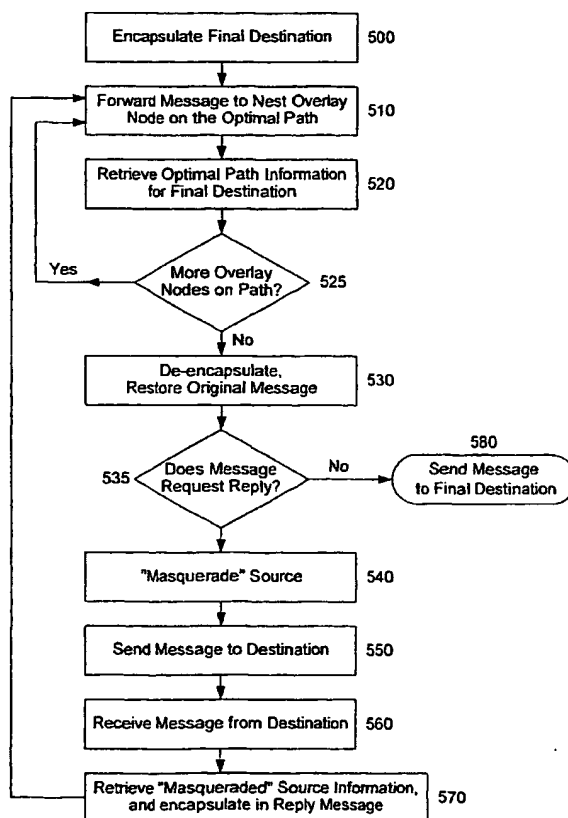 Encapsulate Final Destination
500
Forward Message to Nest Overlay
Node on the Optimal Path
510
Retrieve Optimal Path Information
for Final Destination
520
Yes
More Overlay
Nodes on Path?
525
No
De-encapsulate,
Restore Original Message
530
580
535
Does Message
Request Reply?
No
Send Message
to Final Destination
"Masquerade" Source
540
Send Message to Destination
550
Receive Message from Destination
560
Retrieve "Masqueraded" Source Information,
and encapsulate in Reply Message
570